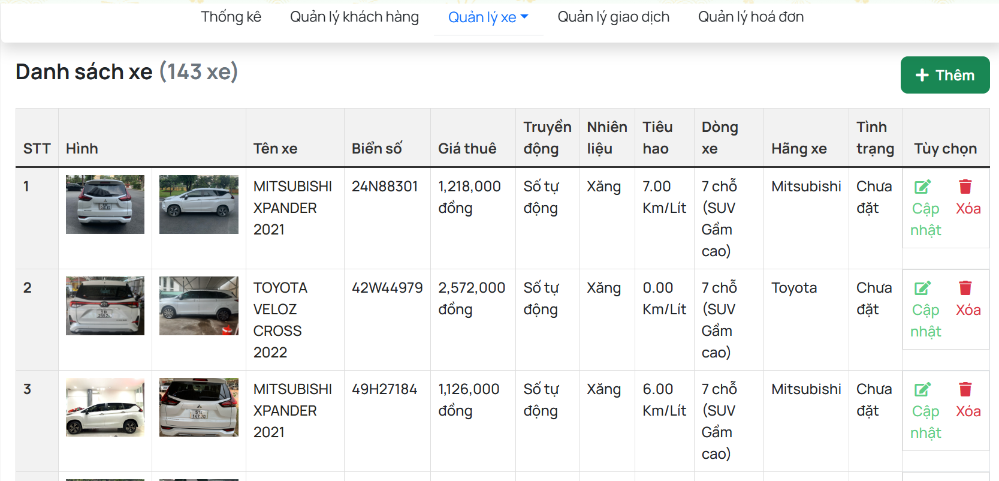 Thống kê Quản lý khách hàng Quản lý xe Quản lý giao dịch Quản lý hoá đơn
Danh sách xe (143 xe)
Thêm
STT Hình Tên xe Biển số Giá thuê Truyền động Nhiên liệu Tiêu hao Dòng xe Hãng xe Tình trạng Tùy chọn
1 MITSUBISHI XPANDER 2021 24N88301 1,218,000 đồng Số tự động Xăng 7.00 Km/Lít 7 chỗ (SUV Gầm cao) Mitsubishi Chưa đặt Cập nhật Xóa
2 TOYOTA VELOZ CROSS 2022 42W44979 2,572,000 đồng Số tự động Xăng 0.00 Km/Lít 7 chỗ (SUV Gầm cao) Toyota Chưa đặt Cập nhật Xóa
3 MITSUBISHI XPANDER 2021 49H27184 1,126,000 đồng Số tự động Xăng 6.00 Km/Lít 7 chỗ (SUV Gầm cao) Mitsubishi Chưa đặt Cập nhật Xóa